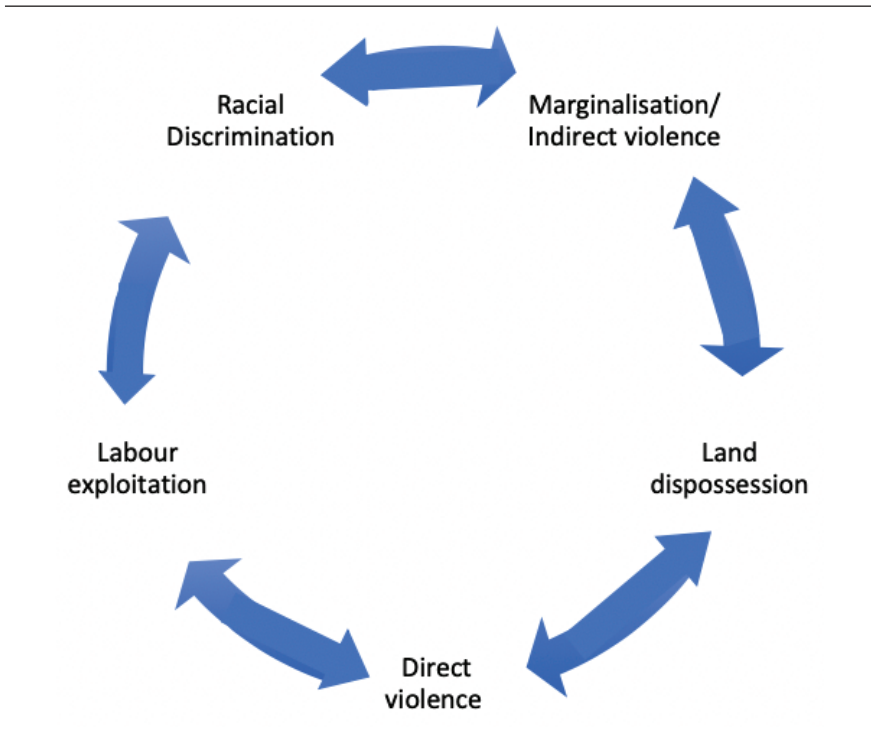 Racial
Discrimination
Marginalisation/
Indirect violence
Labour
exploitation
Land
dispossession
Direct
violence